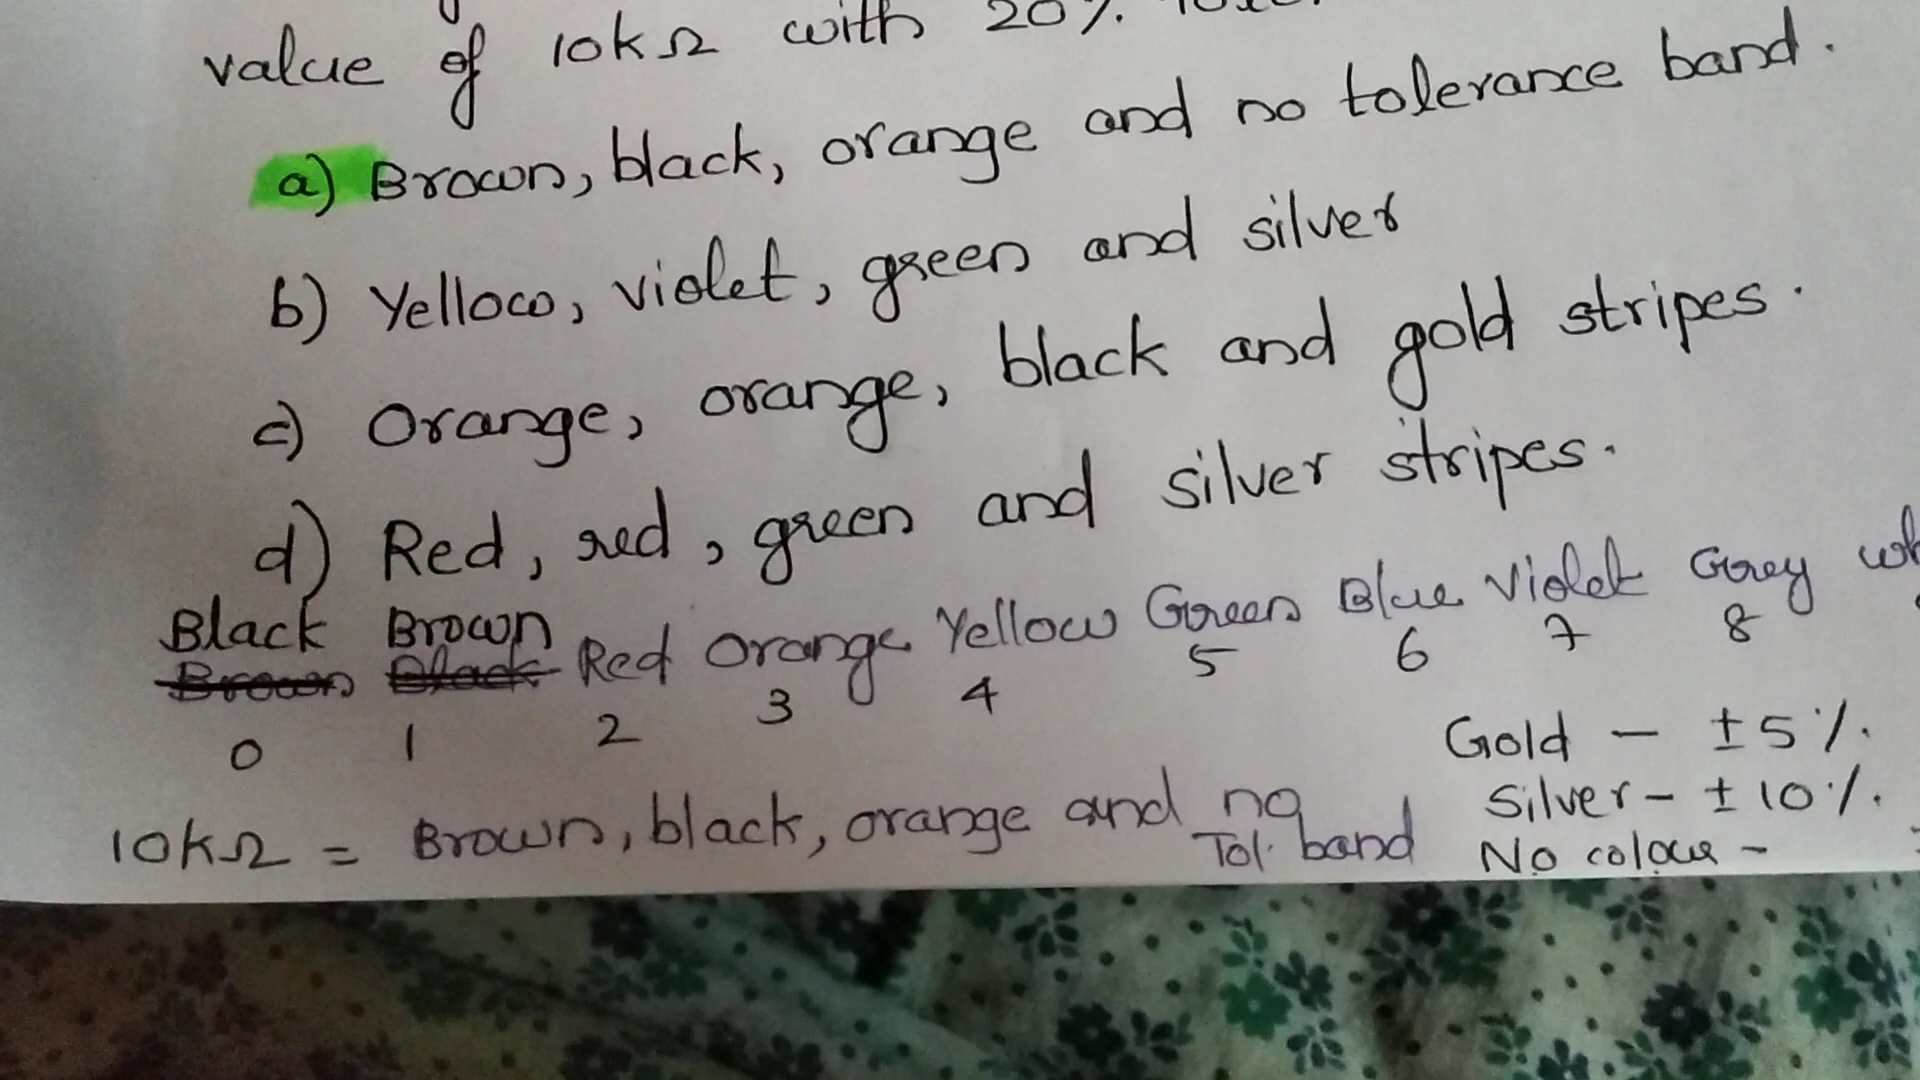 value of 10kΩ with 20%
a) Brown, black, orange and no tolerance band.
b) Yellow, violet, green and silver
c) Orange, orange, black and gold stripes.
d) Red, red, green and silver stripes.
Black Brown Red Orange Yellow Green Blue Violet Grey
Brown Black
0 1 2 3 4 5 6 7 8
Gold - ±5%.
Silver - ±10%.
No colour -
10kΩ = Brown, black, orange and no Tol. band